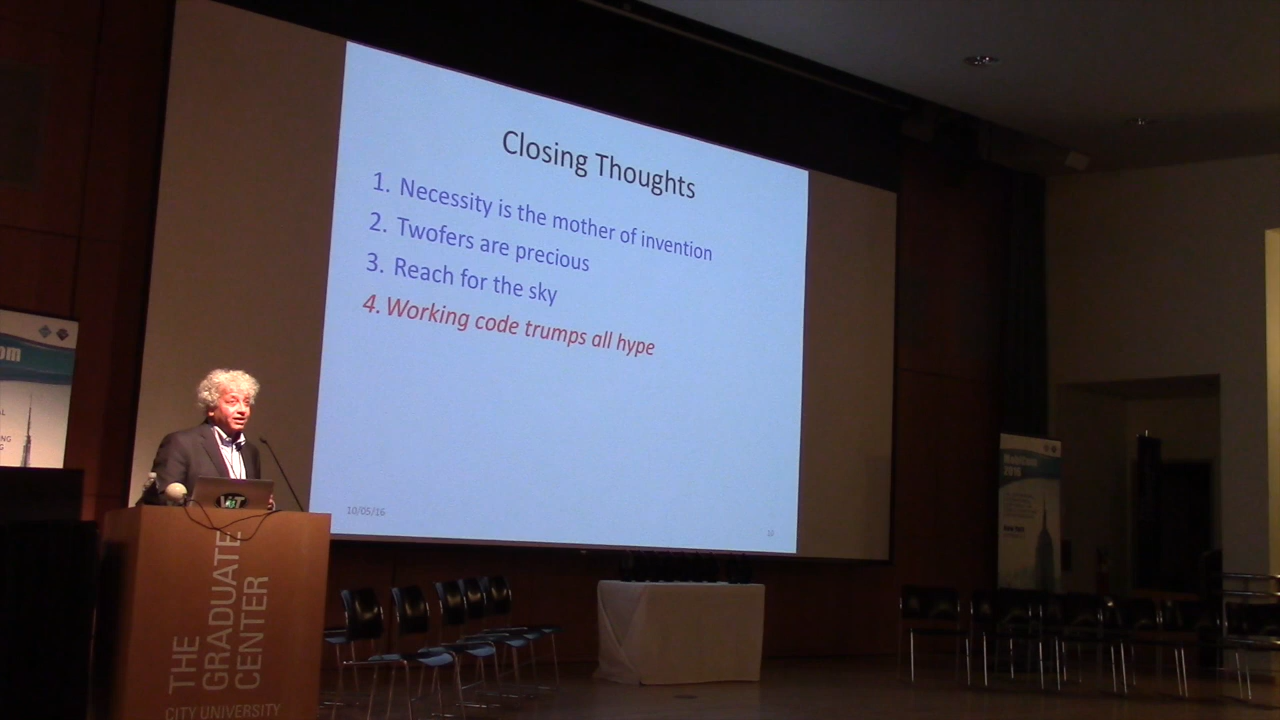 Closing Thoughts
1. Necessity is the mother of invention
2. Twofers are precious
3. Reach for the sky
4. Working code trumps all hype
10/05/16
10
THE
GRADUATE
CENTER
CITY UNIVERSITY
2016